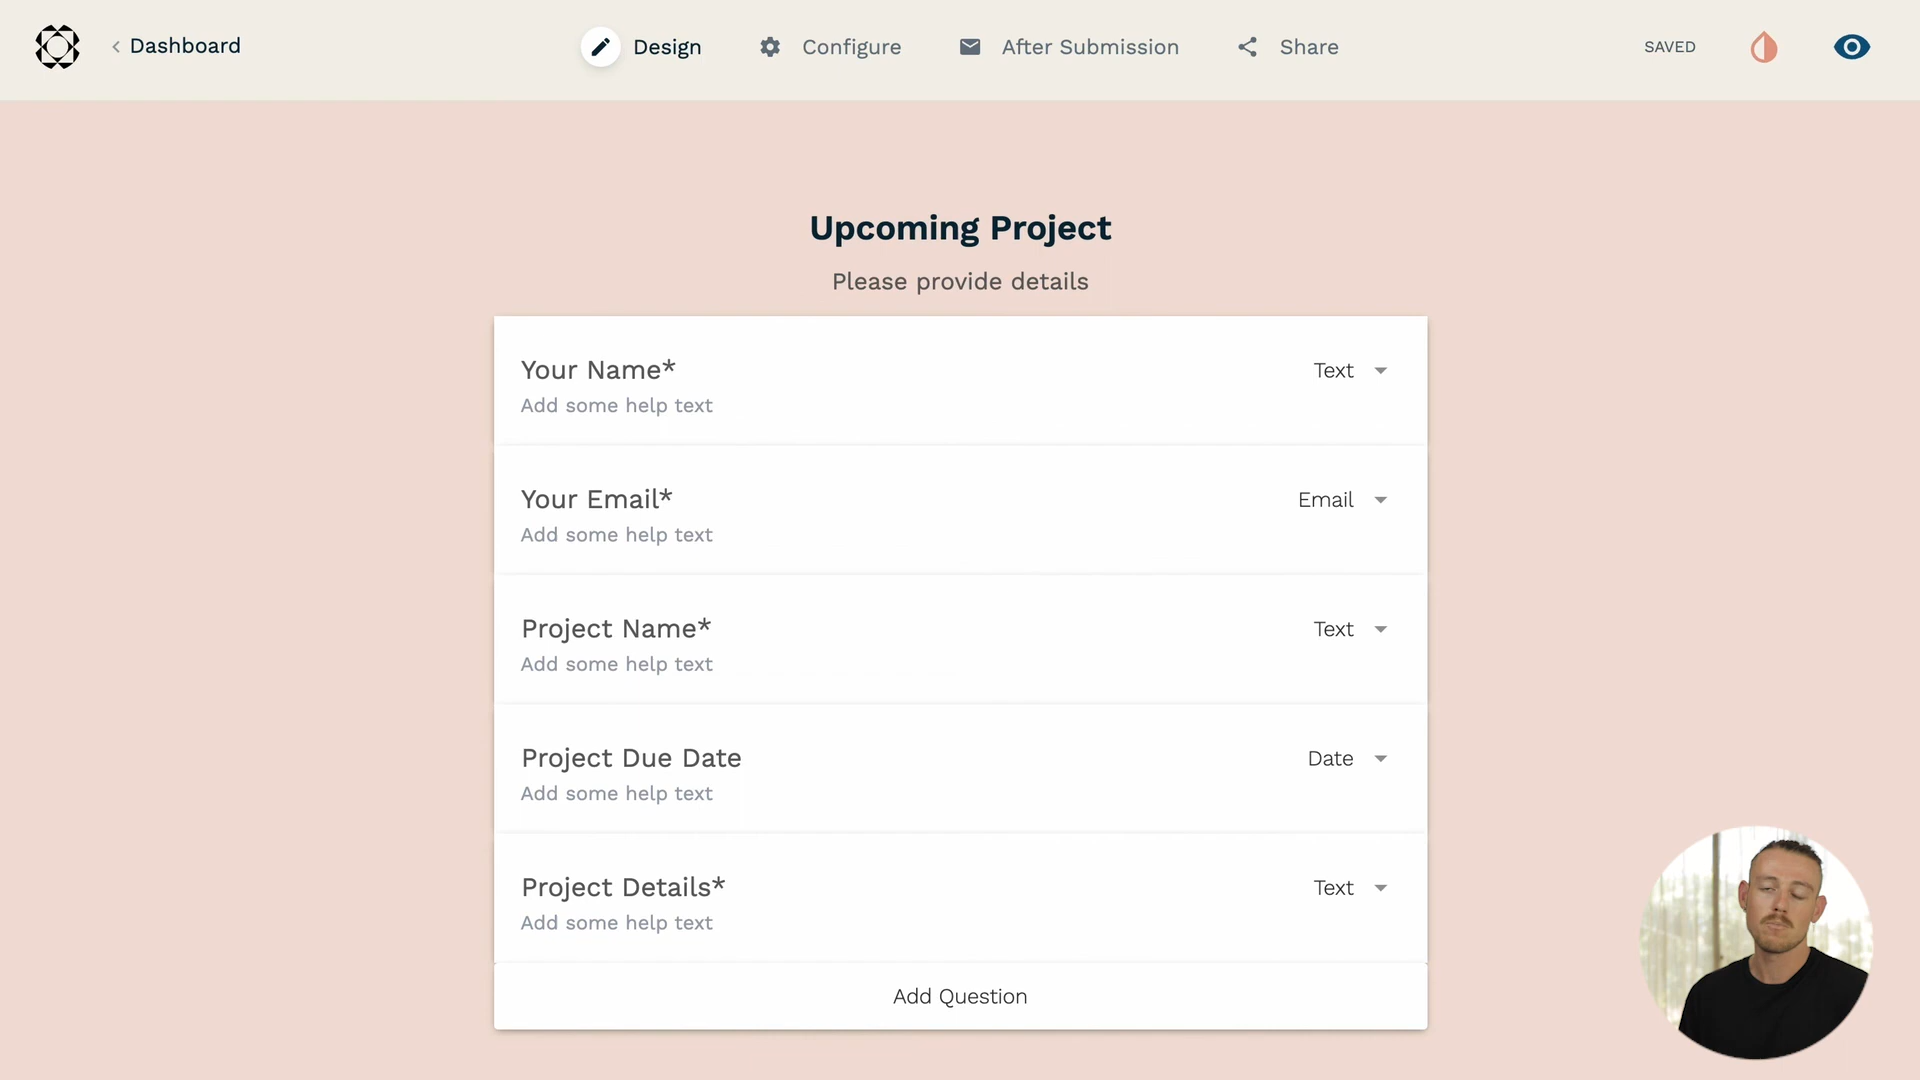 Dashboard
Design
Configure
After Submission
Share
SAVED
Upcoming Project
Please provide details
Your Name*
Text
Add some help text
Your Email*
Email
Add some help text
Project Name*
Text
Add some help text
Project Due Date
Date
Add some help text
Project Details*
Text
Add some help text
Add Question